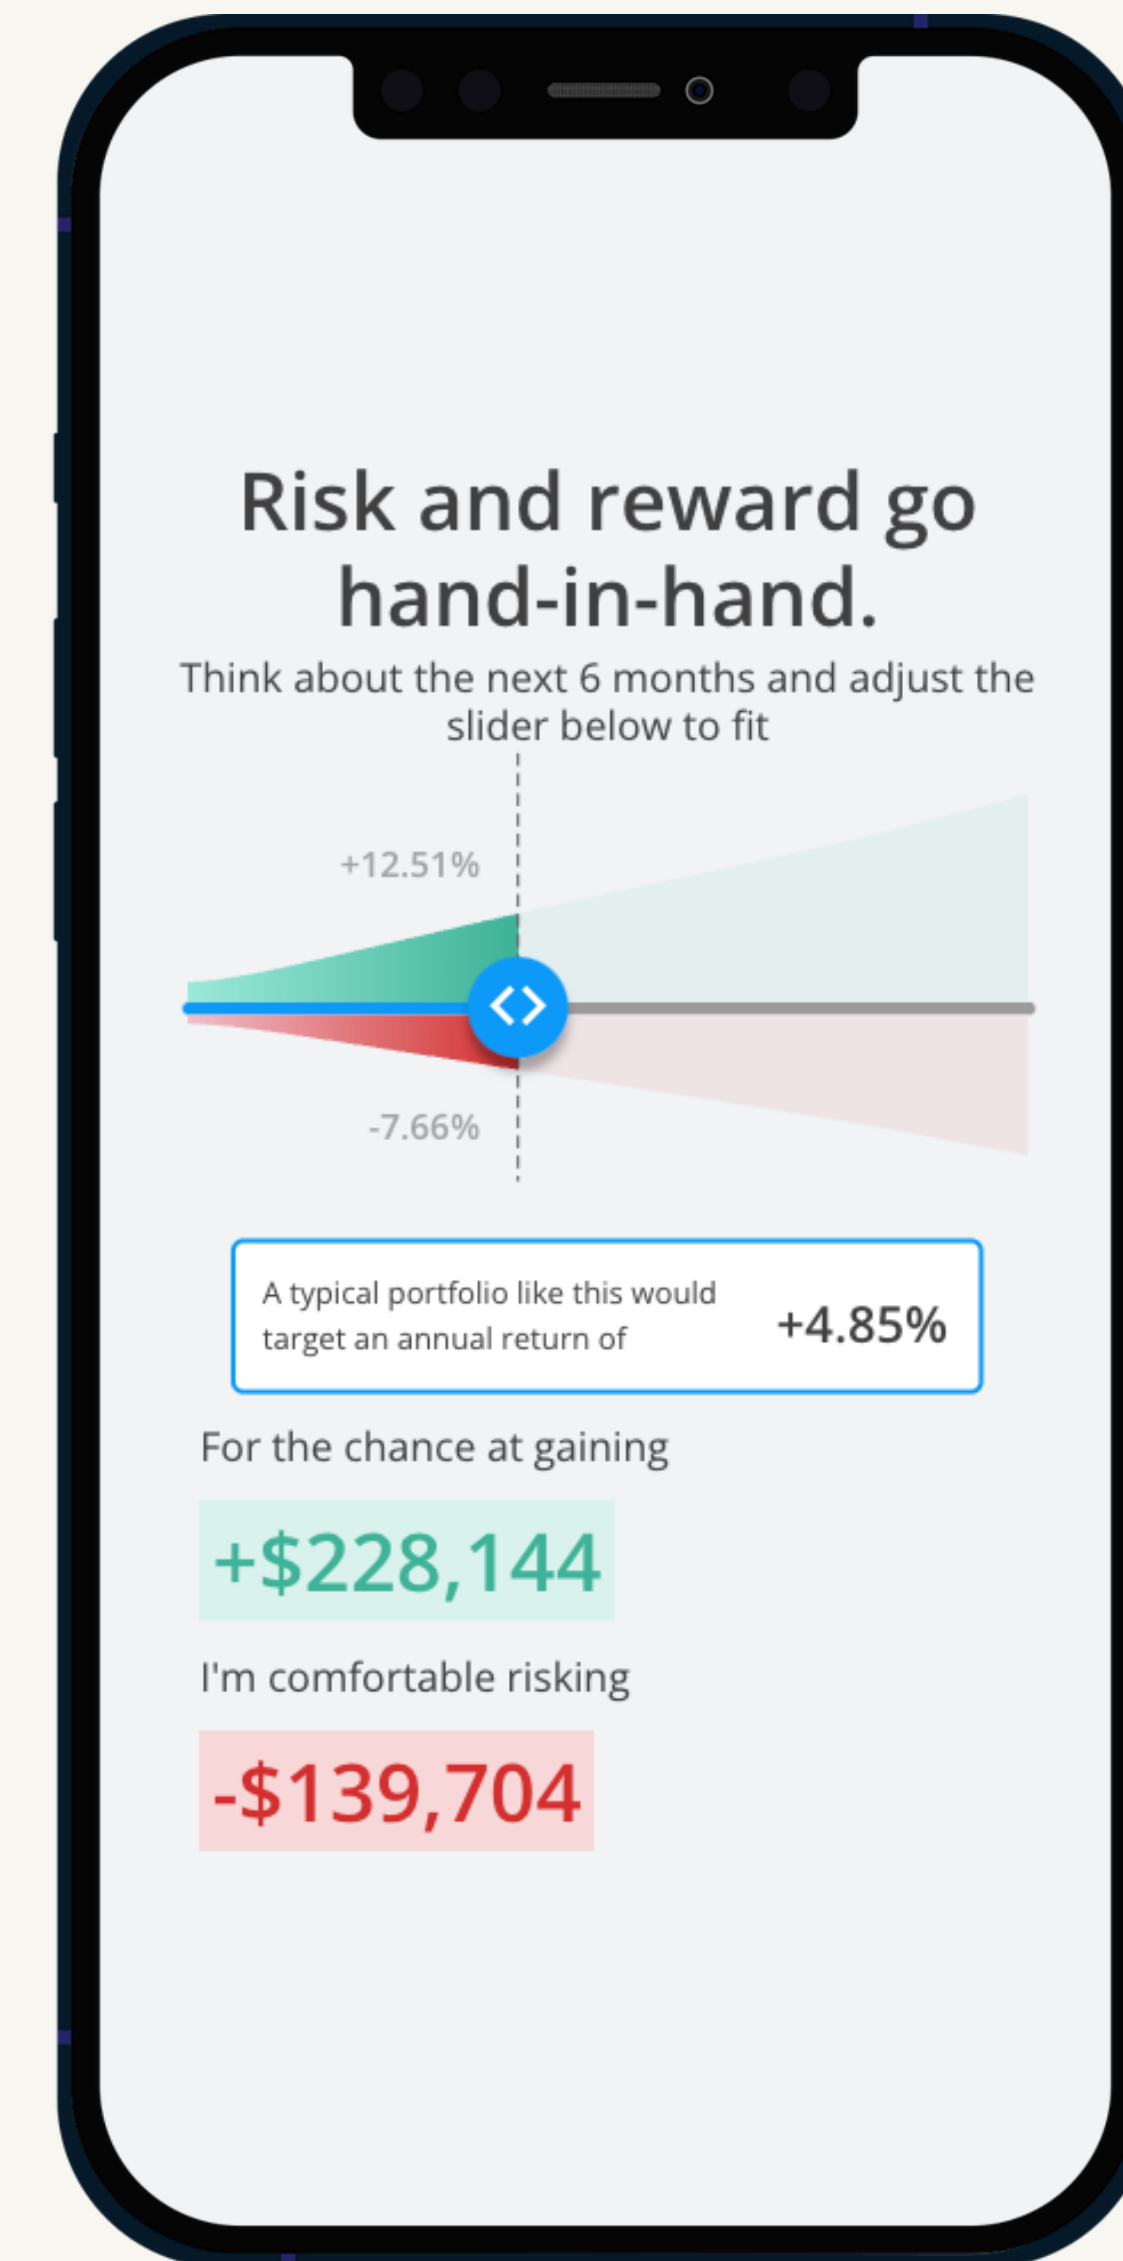 Risk and reward go
hand-in-hand.
Think about the next 6 months and adjust the
slider below to fit
+12.51%
-7.66%
A typical portfolio like this would
target an annual return of
+4.85%
For the chance at gaining
+$228,144
I'm comfortable risking
-$139,704